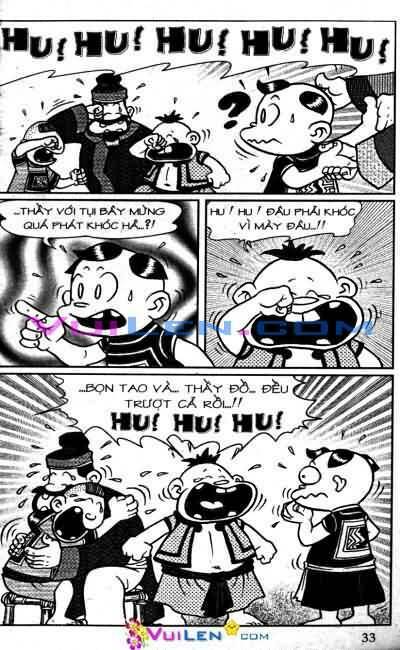 HU! HU! HU! HU! HU!
?
...THẦY VỚI TỤI BÂY MỪNG
QUÁ PHÁT KHÓC HẢ...?!
HU! HU! ĐÂU PHẢI KHÓC
VÌ MÀY ĐÂU...!!
VUILEN.COM
...BỌN TAO VÀ... THẦY ĐỒ... ĐỀU
TRƯỢT CẢ RỒI...!!
HU! HU! HU!
33
VUILEN.COM